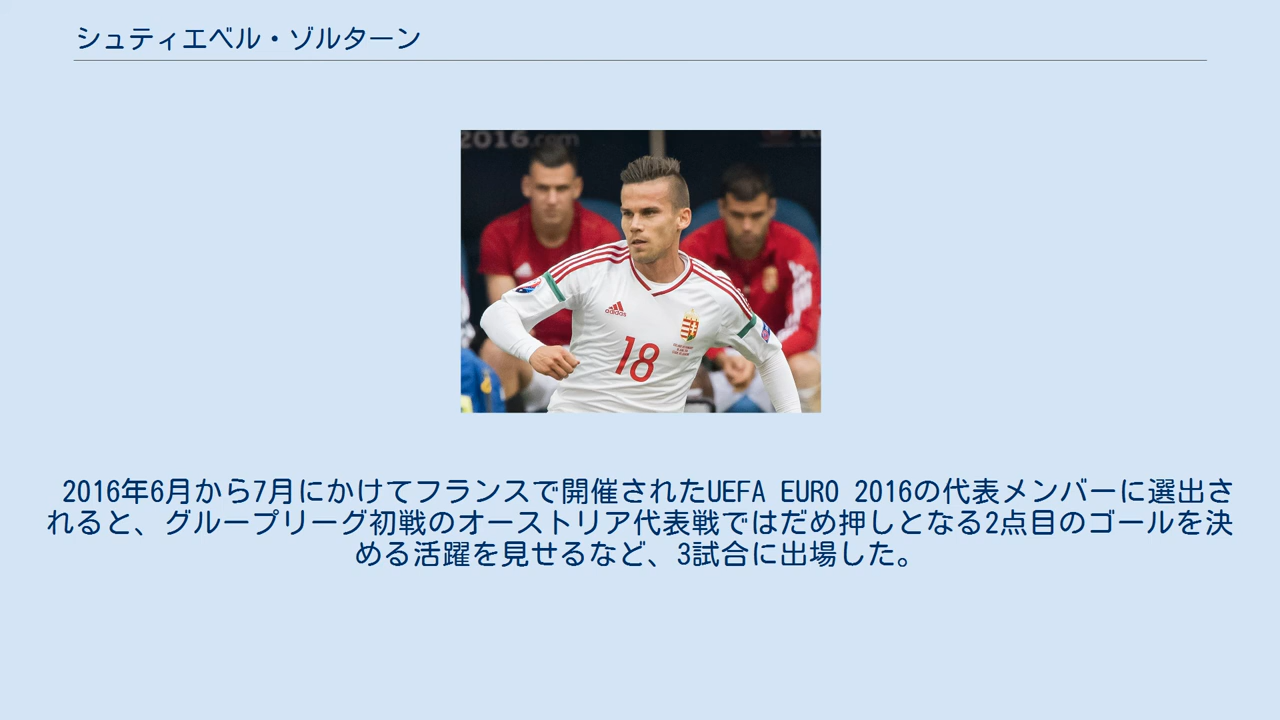 シュティエベル・ゾルターン
2016.com
adidas
18
2016年6月から7月にかけてフランスで開催されたUEFA EURO 2016の代表メンバーに選出さ
れると、グループリーグ初戦のオーストリア代表戦ではだめ押しとなる2点目のゴールを決
める活躍を見せるなど、3試合に出場した。